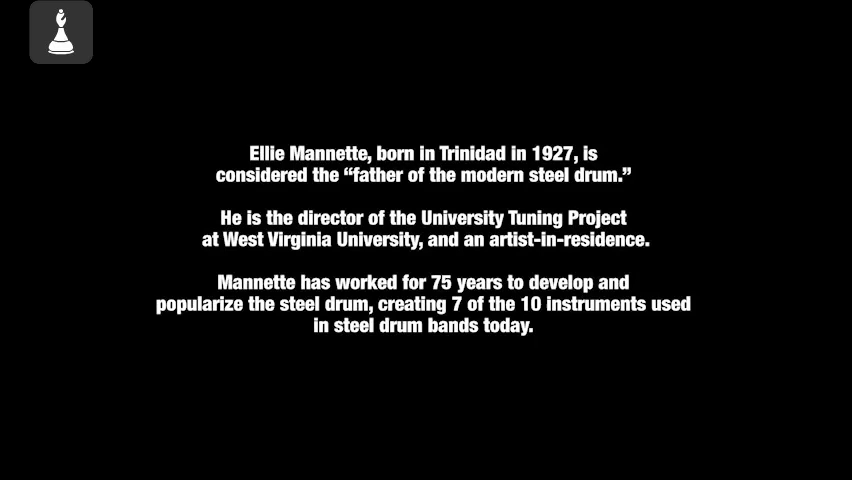 Ellie Mannette, born in Trinidad in 1927, is
considered the “father of the modern steel drum.”
He is the director of the University Tuning Project
at West Virginia University, and an artist-in-residence.
Mannette has worked for 75 years to develop and
popularize the steel drum, creating 7 of the 10 instruments used
in steel drum bands today.